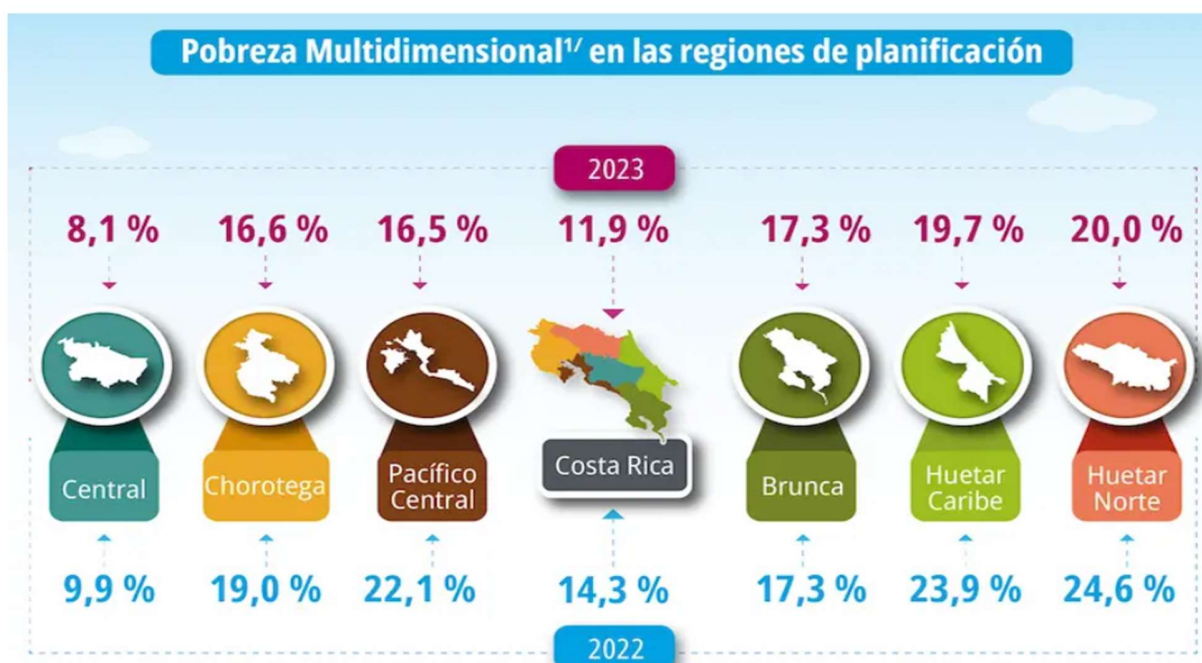 Pobreza Multidimensional¹/ en las regiones de planificación
2023
8,1 % 16,6 % 16,5 % 11,9 % 17,3 % 19,7 % 20,0 %
Central Chorotega Pacífico Central Costa Rica Brunca Huetar Caribe Huetar Norte
9,9 % 19,0 % 22,1 % 14,3 % 17,3 % 23,9 % 24,6 %
2022